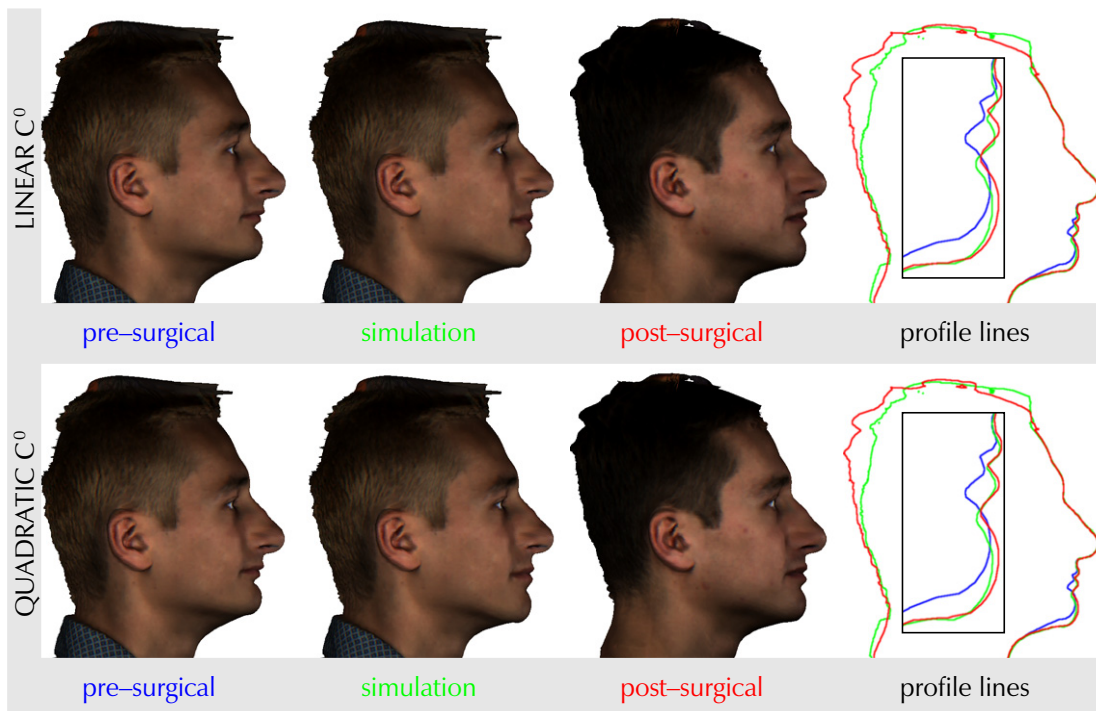 LINEAR C⁰
pre–surgical simulation post–surgical profile lines
QUADRATIC C⁰
pre–surgical simulation post–surgical profile lines